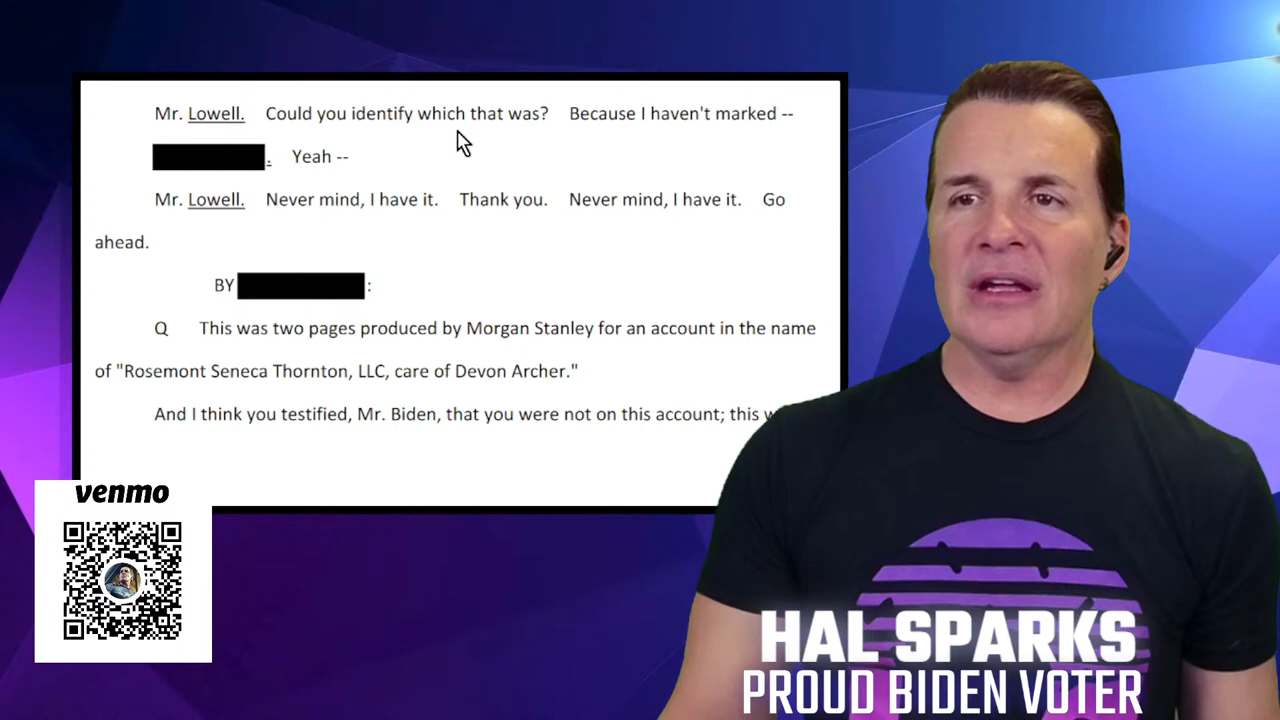 Mr. Lowell. Could you identify which that was? Because I haven't marked --
. Yeah --
Mr. Lowell. Never mind, I have it. Thank you. Never mind, I have it. Go
ahead.
BY :
Q This was two pages produced by Morgan Stanley for an account in the name
of "Rosemont Seneca Thornton, LLC, care of Devon Archer."
And I think you testified, Mr. Biden, that you were not on this account; this
venmo
HAL SPARKS
PROUD BIDEN VOTER